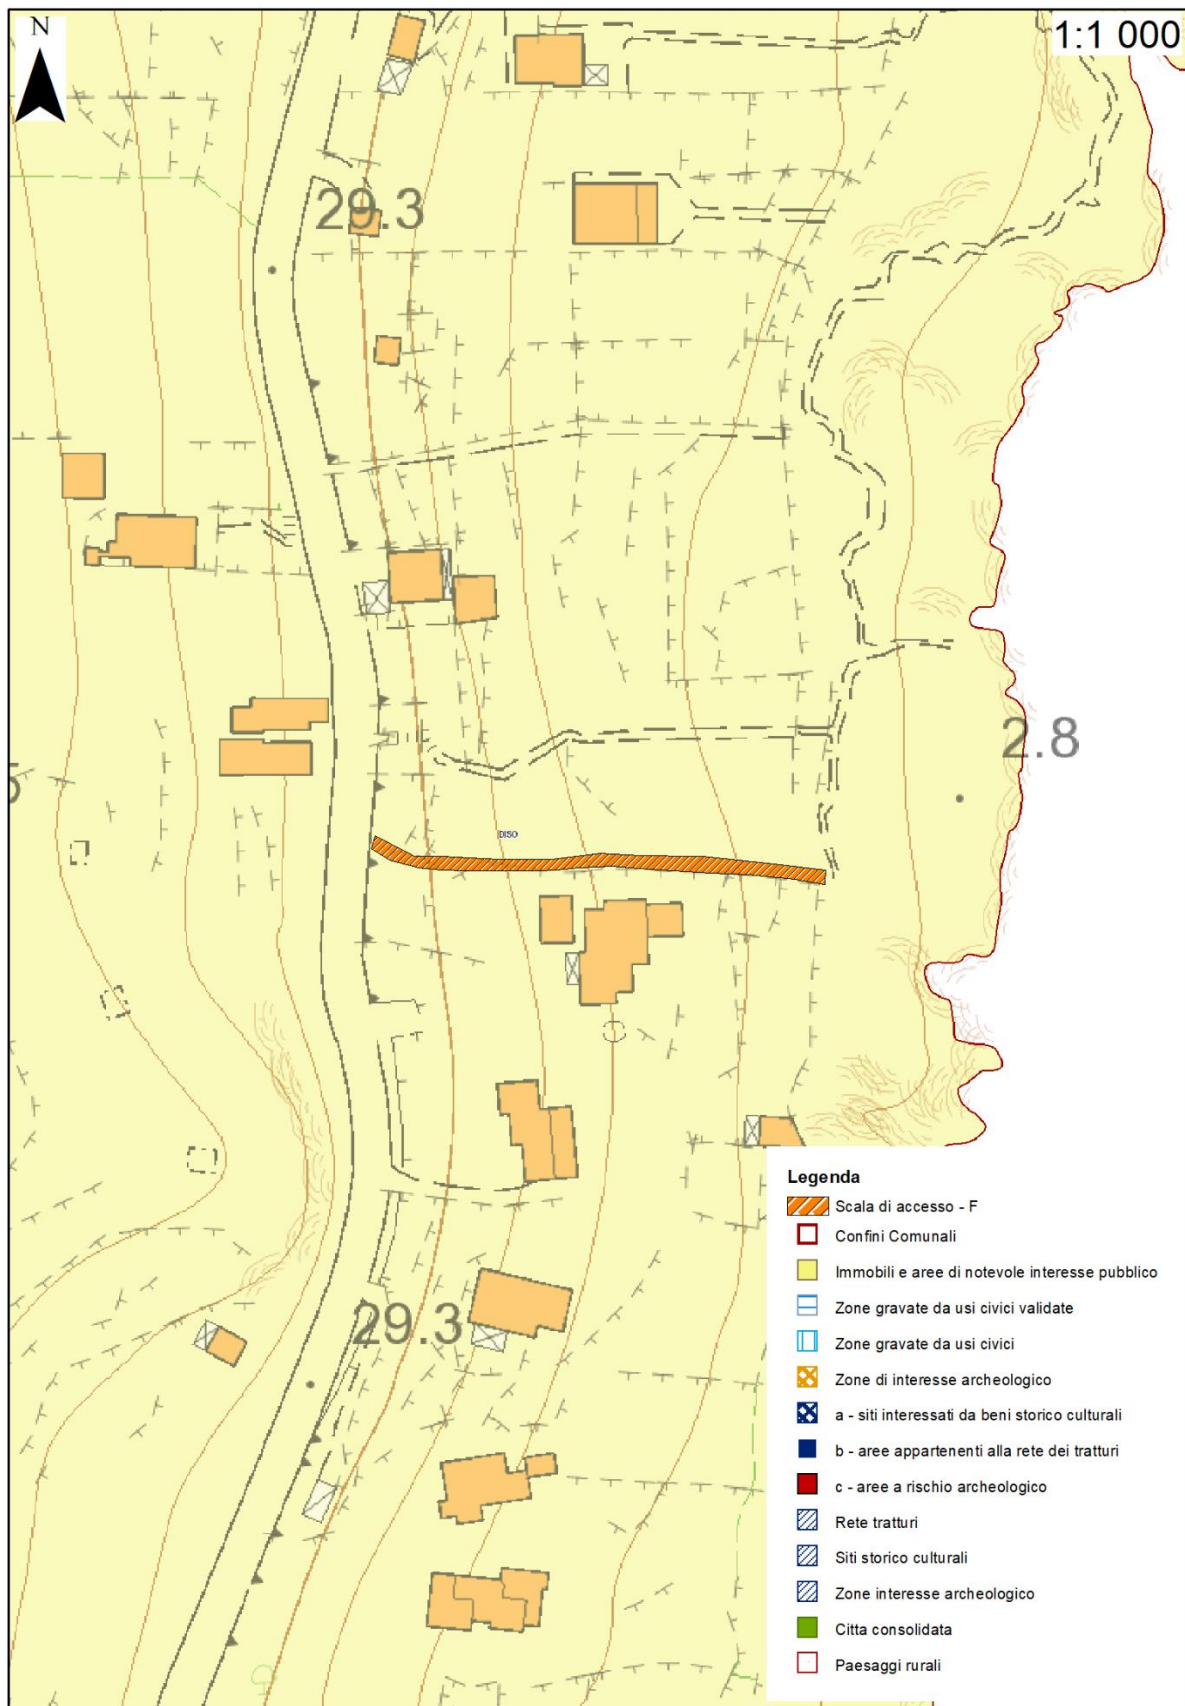 N
1:1 000
29.3
2.8
5
DISO
29.3
Legenda
Scala di accesso - F
Confini Comunali
Immobili e aree di notevole interesse pubblico
Zone gravate da usi civici validate
Zone gravate da usi civici
Zone di interesse archeologico
a - siti interessati da beni storico culturali
b - aree appartenenti alla rete dei tratturi
c - aree a rischio archeologico
Rete tratturi
Siti storico culturali
Zone interesse archeologico
Citta consolidata
Paesaggi rurali